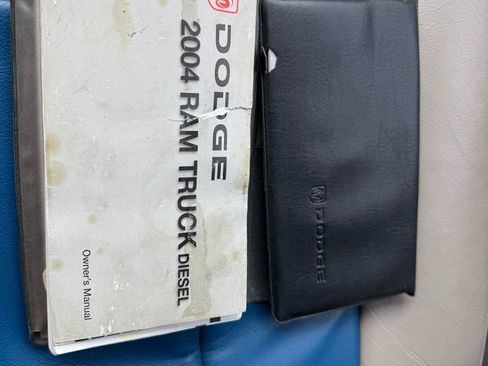 DODGE
2004 RAM TRUCK DIESEL
Owner's Manual
DODGE